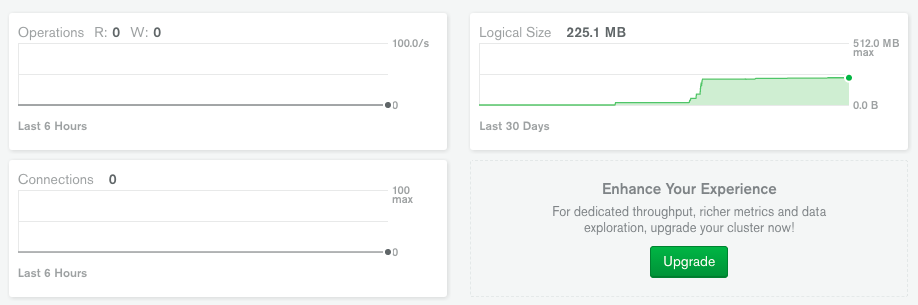 Operations R: 0 W: 0
100.0/s
0
Last 6 Hours
Logical Size 225.1 MB
512.0 MB
max
0.0 B
Last 30 Days
Connections 0
100
max
0
Last 6 Hours
Enhance Your Experience
For dedicated throughput, richer metrics and data
exploration, upgrade your cluster now!
Upgrade